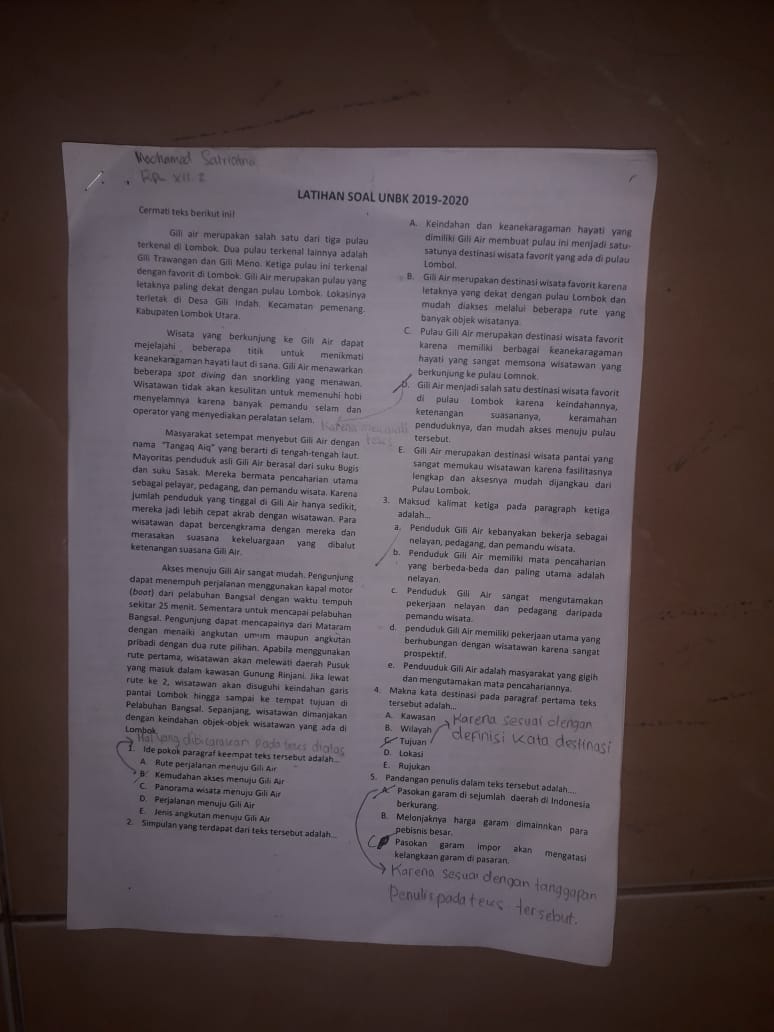 Mochamad Satriana
XII.2
LATIHAN SOAL UNBK 2019-2020
Cermati teks berikut ini!
Gili air merupakan salah satu dari tiga pulau
terkenal di Lombok. Dua pulau terkenal lainnya adalah
Gili Trawangan dan Gili Meno. Ketiga pulau ini terkenal
dengan favorit di Lombok. Gili Air merupakan pulau yang
letaknya paling dekat dengan pulau Lombok. Lokasinya
terletak di Desa Gili Indah. Kecamatan pemenang.
Kabupaten Lombok Utara.
Wisata yang berkunjung ke Gili Air dapat
mejelajahi beberapa titik untuk menikmati
keanekaragaman hayati laut di sana. Gili Air menawarkan
beberapa spot diving dan snorkling yang menawan.
Wisatawan tidak akan kesulitan untuk memenuhi hobi
menyelamnya karena banyak pemandu selam dan
operator yang menyediakan peralatan selam.
Karena
teks
Masyarakat setempat menyebut Gili Air dengan
nama "Tangaq Aiq" yang berarti di tengah-tengah laut.
Mayoritas penduduk asli Gili Air berasal dari suku Bugis
dan suku Sasak. Mereka bermata pencaharian utama
sebagai pelayar, pedagang, dan pemandu wisata. Karena
jumlah penduduk yang tinggal di Gili Air hanya sedikit,
mereka jadi lebih cepat akrab dengan wisatawan. Para
wisatawan dapat bercengkrama dengan mereka dan
merasakan suasana kekeluargaan yang dibalut
ketenangan suasana Gili Air.
Akses menuju Gili Air sangat mudah. Pengunjung
dapat menempuh perjalanan menggunakan kapal motor
(boot) dari pelabuhan Bangsal dengan waktu tempuh
sekitar 25 menit. Sementara untuk mencapai pelabuhan
Bangsal. Pengunjung dapat mencapainya dari Mataram
dengan menaiki angkutan umum maupun angkutan
pribadi dengan dua rute pilihan. Apabila menggunakan
rute pertama, wisatawan akan melewati daerah Pusuk
yang masuk dalam kawasan Gunung Rinjani. Jika lewat
rute ke 2, wisatawan akan disuguhi keindahan garis
pantai Lombok hingga sampai ke tempat tujuan di
Pelabuhan Bangsal. Sepanjang, wisatawan dimanjakan
dengan keindahan objek-objek wisatawan yang ada di
Lombok.
Hal yang dibicarakan pada teks diatas
1. Ide pokok paragraf keempat teks tersebut adalah...
A. Rute perjalanan menuju Gili Air
B. Kemudahan akses menuju Gili Air
C. Panorama wisata menuju Gili Air
D. Perjalanan menuju Gili Air
E. Jenis angkutan menuju Gili Air
2. Simpulan yang terdapat dari teks tersebut adalah...
A. Keindahan dan keanekaragaman hayati yang
dimiliki Gili Air membuat pulau ini menjadi satu-
satunya destinasi wisata favorit yang ada di pulau
Lombol.
B. Gili Air merupakan destinasi wisata favorit karena
letaknya yang dekat dengan pulau Lombok dan
mudah diakses melalui beberapa rute yang
banyak objek wisatanya.
C. Pulau Gili Air merupakan destinasi wisata favorit
karena memiliki berbagai keanekaragaman
hayati yang sangat memsona wisatawan yang
berkunjung ke pulau Lomnok.
D. Gili Air menjadi salah satu destinasi wisata favorit
di pulau Lombok karena keindahannya,
ketenangan suasananya, keramahan
penduduknya, dan mudah akses menuju pulau
tersebut.
E. Gili Air merupakan destinasi wisata pantai yang
sangat memukau wisatawan karena fasilitasnya
lengkap dan aksesnya mudah dijangkau dari
Pulau Lombok.
3. Maksud kalimat ketiga pada paragraph ketiga
adalah...
a. Penduduk Gili Air kebanyakan bekerja sebagai
nelayan, pedagang, dan pemandu wisata.
b. Penduduk Gili Air memiliki mata pencaharian
yang berbeda-beda dan paling utama adalah
nelayan.
c. Penduduk Gili Air sangat mengutamakan
pekerjaan nelayan dan pedagang daripada
pemandu wisata.
d. penduduk Gili Air memiliki pekerjaan utama yang
berhubungan dengan wisatawan karena sangat
prospektif.
e. Penduuduk Gili Air adalah masyarakat yang gigih
dan mengutamakan mata pencahariannya.
4. Makna kata destinasi pada paragraf pertama teks
tersebut adalah...
A. Kawasan
B. Wilayah
C. Tujuan
D. Lokasi
E. Rujukan
Karena sesuai dengan
definisi kata destinasi
5. Pandangan penulis dalam teks tersebut adalah....
A. Pasokan garam di sejumlah daerah di Indonesia
berkurang.
B. Melonjaknya harga garam dimainnkan para
pebisnis besar.
C Pasokan garam impor akan mengatasi
kelangkaan garam di pasaran.
Karena sesuai dengan tanggapan
Penulis pada teks tersebut.